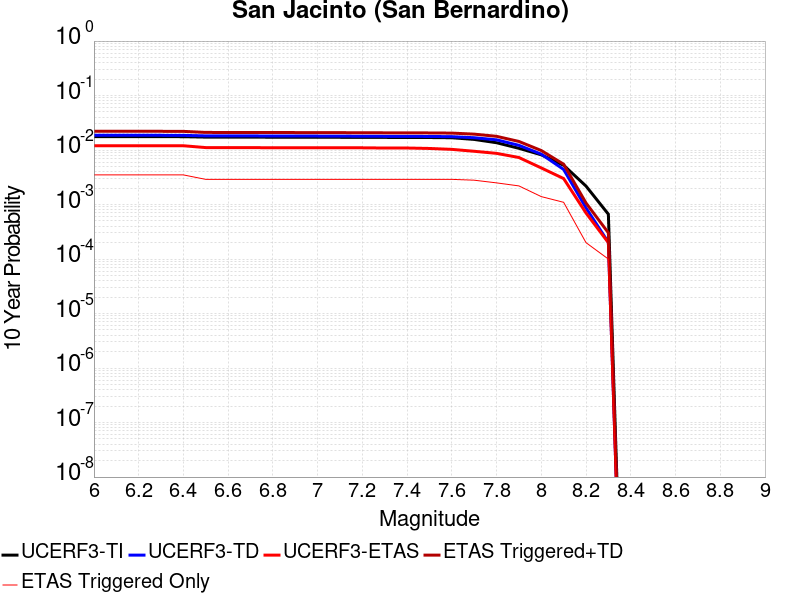 San Jacinto (San Bernardino)
10 0
10 -1
10 -2
10 -3
10 -4
10 -5
10 -6
10 -7
10 -8
10 Year Probability
6 6.2 6.4 6.6 6.8 7 7.2 7.4 7.6 7.8 8 8.2 8.4 8.6 8.8 9
Magnitude
UCERF3-TI UCERF3-TD UCERF3-ETAS ETAS Triggered+TD
ETAS Triggered Only